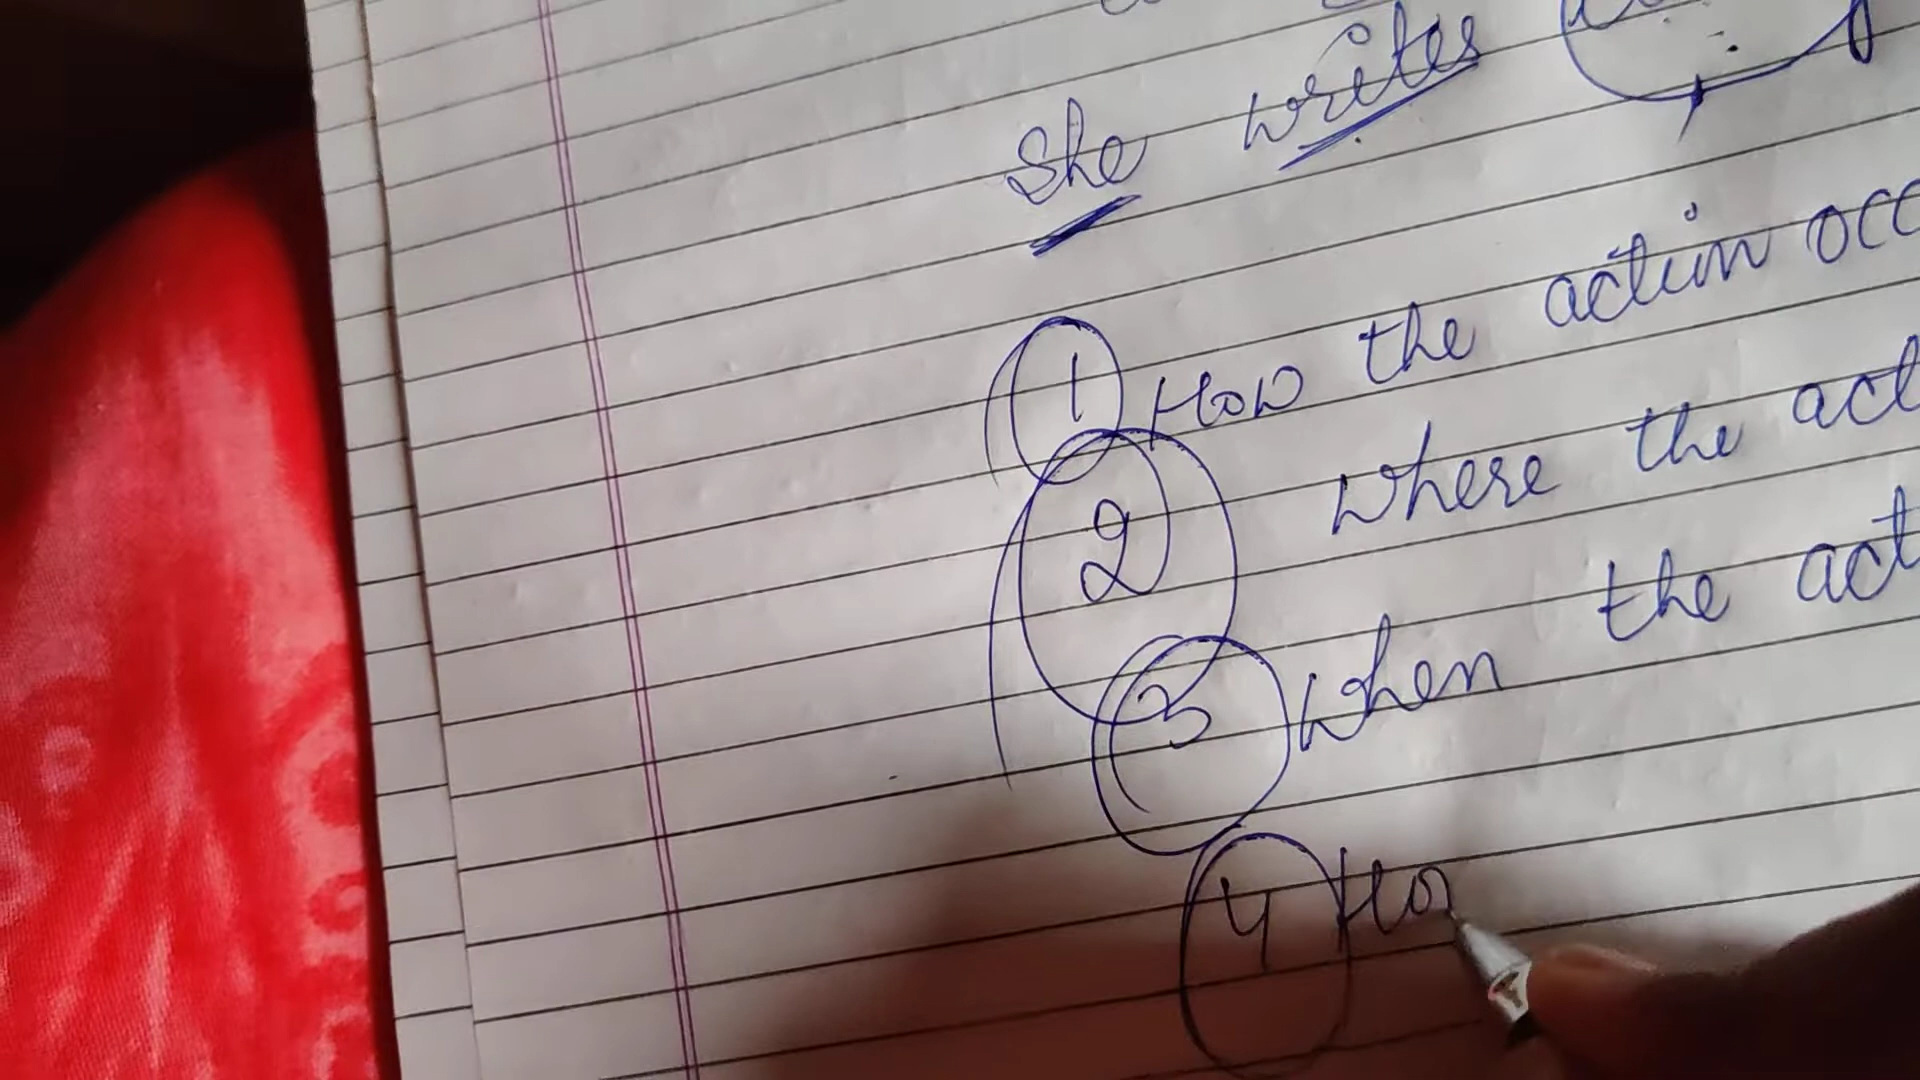 She writes
1 How the action occ
2 Where the act
3 When the act
4 Ho